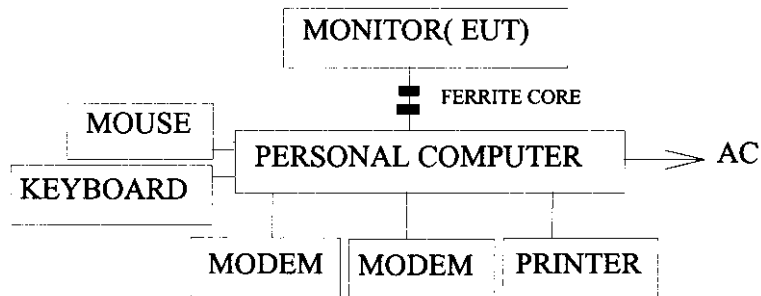 MONITOR( EUT)
FERRITE CORE
MOUSE
PERSONAL COMPUTER
AC
KEYBOARD
MODEM
MODEM
PRINTER